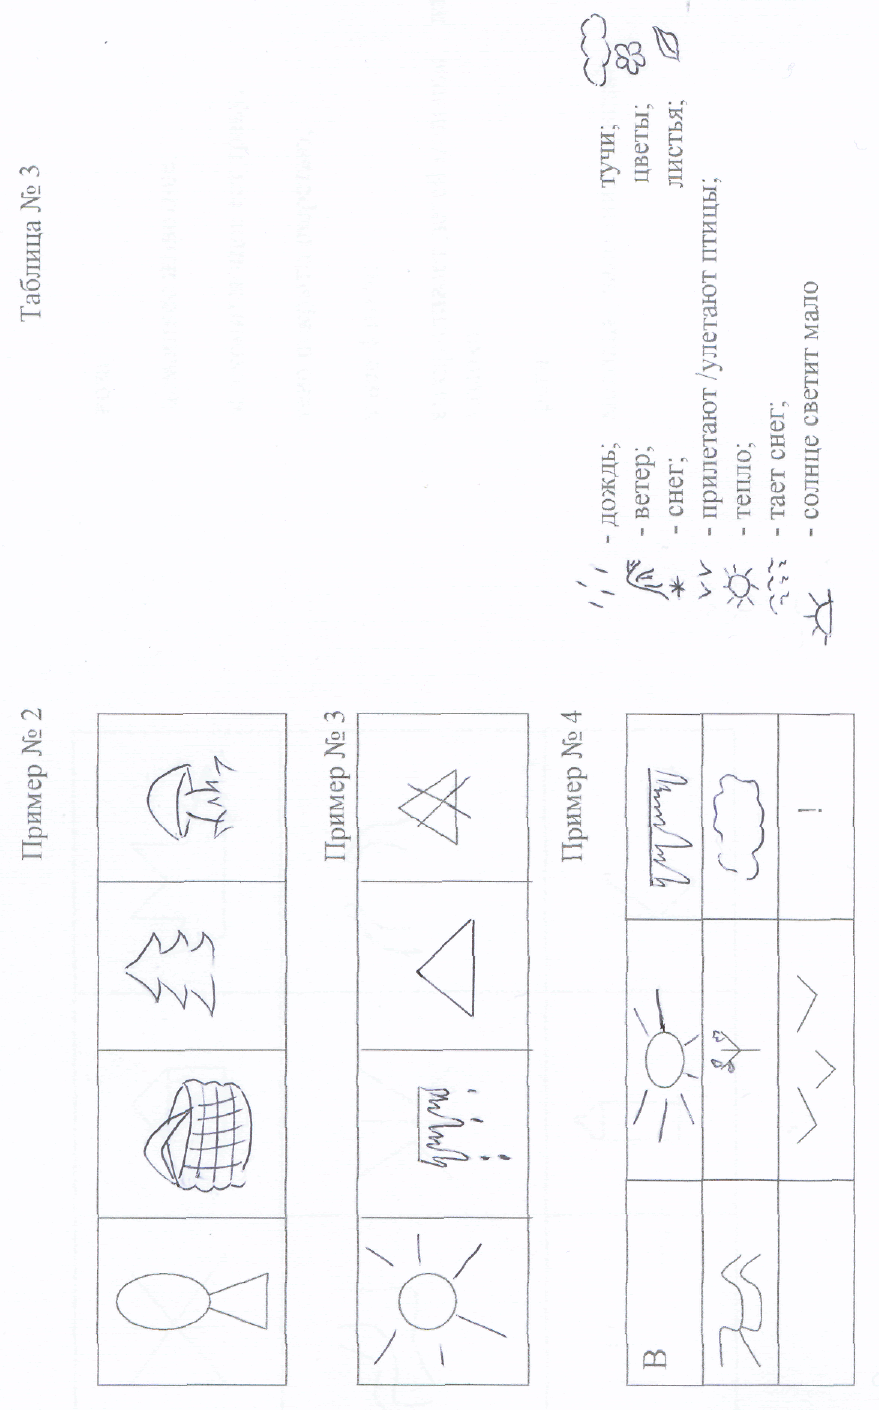 Таблица № 3
Пример № 2
Пример № 3
Пример № 4
В
!
- дождь; тучи;
- ветер; цветы;
- снег; листья;
- прилетают /улетают птицы;
- тепло;
- тает снег;
- солнце светит мало